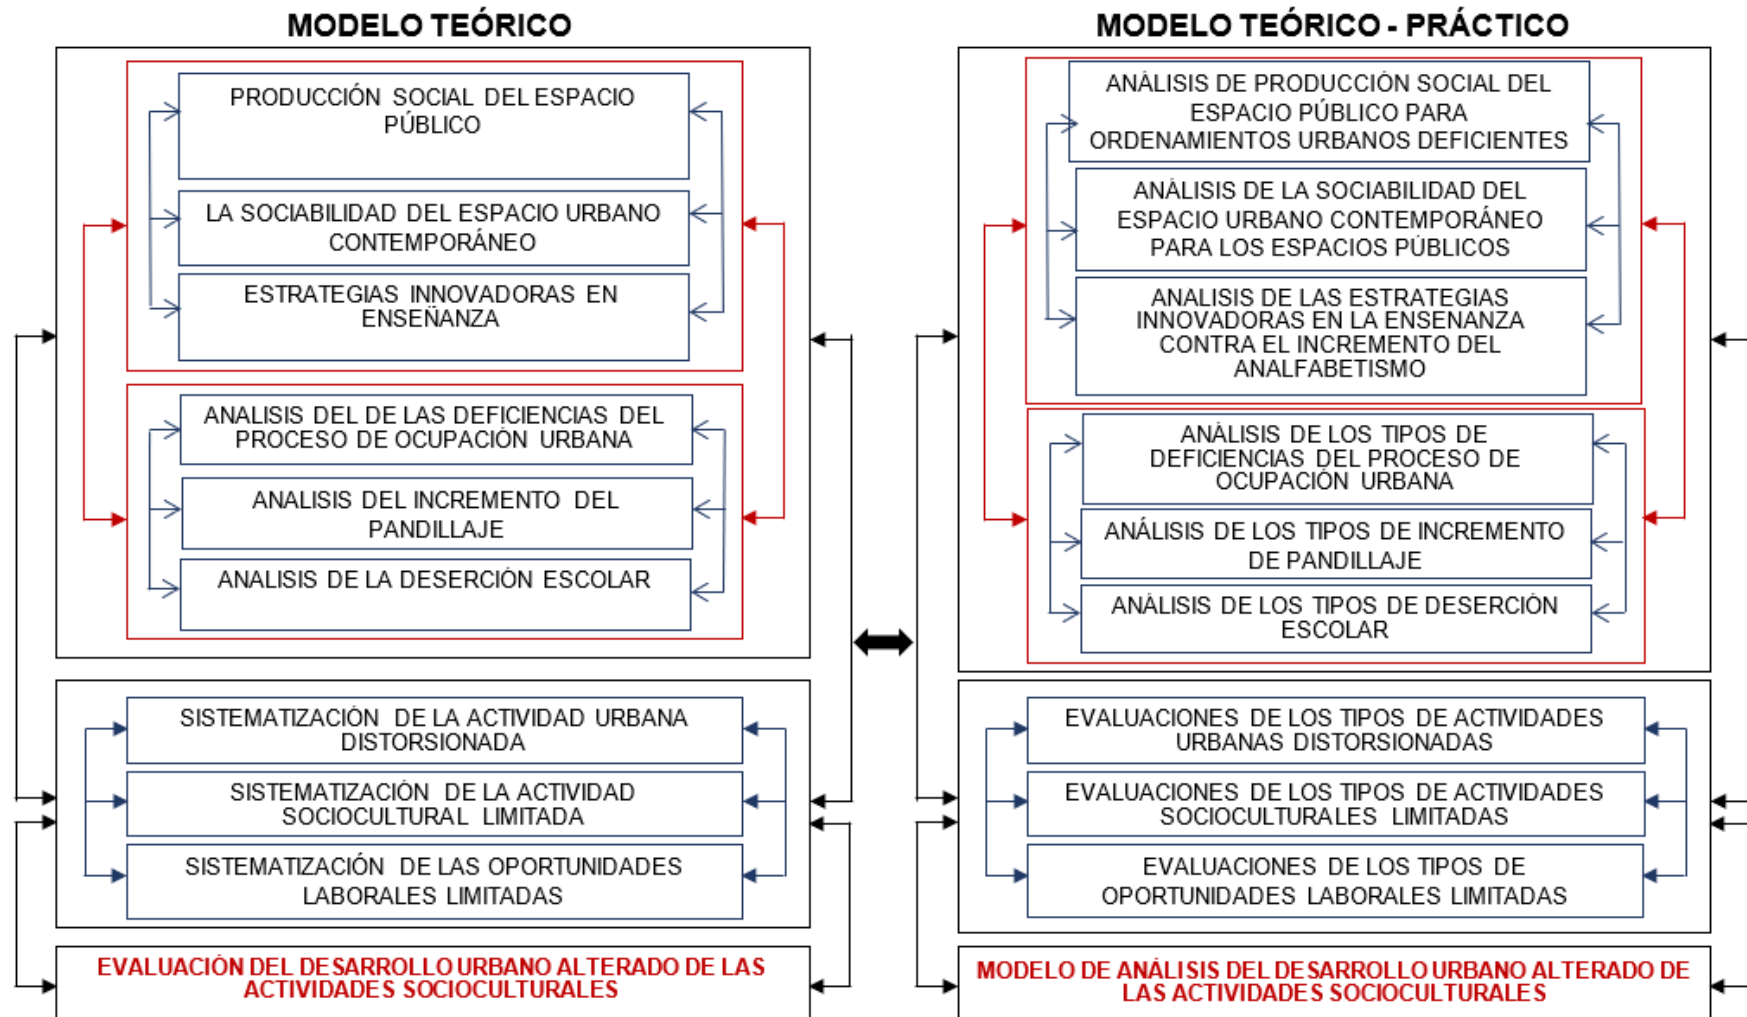 MODELO TEÓRICO
PRODUCCIÓN SOCIAL DEL ESPACIO
PÚBLICO
LA SOCIABILIDAD DEL ESPACIO URBANO
CONTEMPORÁNEO
ESTRATEGIAS INNOVADORAS EN
ENSEÑANZA
ANALISIS DEL DE LAS DEFICIENCIAS DEL
PROCESO DE OCUPACIÓN URBANA
ANALISIS DEL INCREMENTO DEL
PANDILLAJE
ANALISIS DE LA DESERCIÓN ESCOLAR
SISTEMATIZACIÓN DE LA ACTIVIDAD URBANA
DISTORSIONADA
SISTEMATIZACIÓN DE LA ACTIVIDAD
SOCIOCULTURAL LIMITADA
SISTEMATIZACIÓN DE LAS OPORTUNIDADES
LABORALES LIMITADAS
EVALUACIÓN DEL DESARROLLO URBANO ALTERADO DE LAS
ACTIVIDADES SOCIOCULTURALES
MODELO TEÓRICO - PRÁCTICO
ANÁLISIS DE PRODUCCIÓN SOCIAL DEL
ESPACIO PÚBLICO PARA
ORDENAMIENTOS URBANOS DEFICIENTES
ANÁLISIS DE LA SOCIABILIDAD DEL
ESPACIO URBANO CONTEMPORÁNEO
PARA LOS ESPACIOS PÚBLICOS
ANALISIS DE LAS ESTRATEGIAS
INNOVADORAS EN LA ENSENANZA
CONTRA EL INCREMENTO DEL
ANALFABETISMO
ANÁLISIS DE LOS TIPOS DE
DEFICIENCIAS DEL PROCESO DE
OCUPACIÓN URBANA
ANÁLISIS DE LOS TIPOS DE INCREMENTO
DE PANDILLAJE
ANÁLISIS DE LOS TIPOS DE DESERCIÓN
ESCOLAR
EVALUACIONES DE LOS TIPOS DE ACTIVIDADES
URBANAS DISTORSIONADAS
EVALUACIONES DE LOS TIPOS DE ACTIVIDADES
SOCIOCULTURALES LIMITADAS
EVALUACIONES DE LOS TIPOS DE
OPORTUNIDADES LABORALES LIMITADAS
MODELO DE ANÁLISIS DEL DESARROLLO URBANO ALTERADO DE
LAS ACTIVIDADES SOCIOCULTURALES